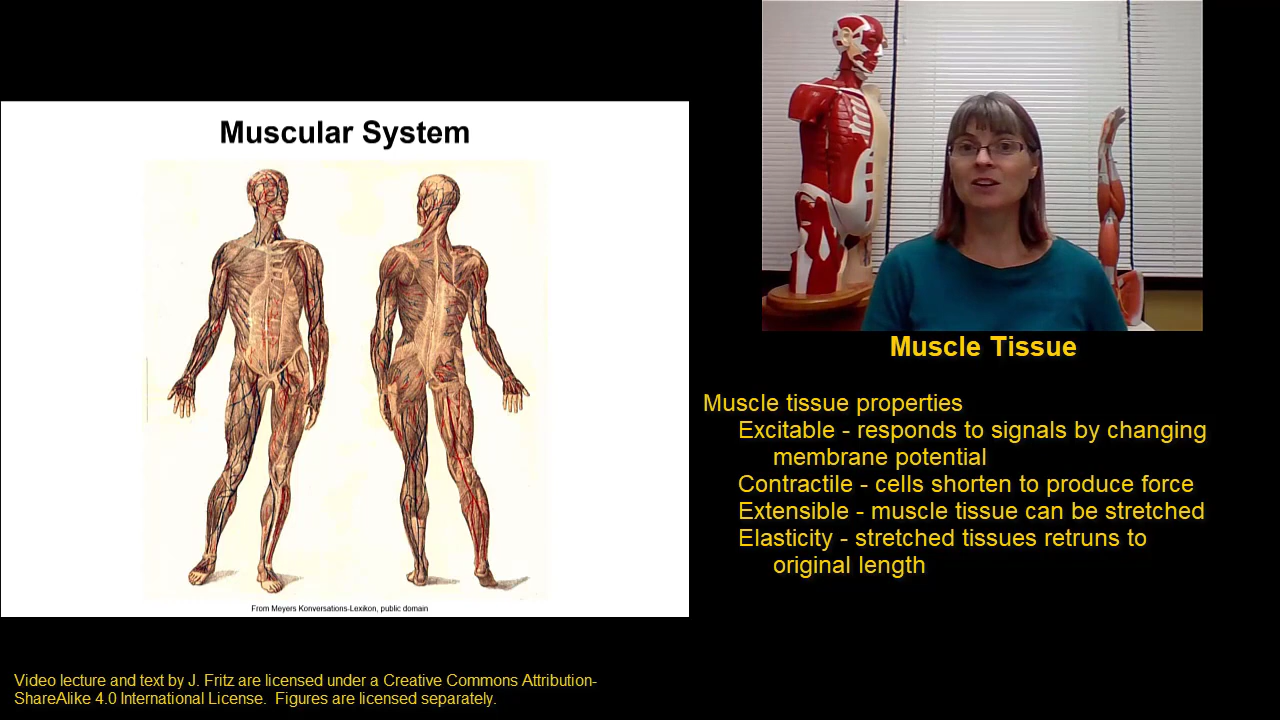 Muscular System
From Meyers Konversations-Lexikon, public domain
Muscle Tissue
Muscle tissue properties
Excitable - responds to signals by changing
membrane potential
Contractile - cells shorten to produce force
Extensible - muscle tissue can be stretched
Elasticity - stretched tissues retruns to
original length
Video lecture and text by J. Fritz are licensed under a Creative Commons Attribution-
ShareAlike 4.0 International License.  Figures are licensed separately.